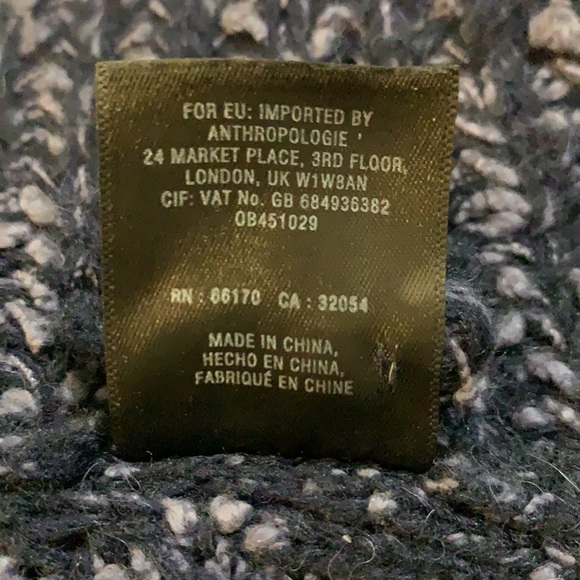 FOR EU: IMPORTED BY
ANTHROPOLOGIE
24 MARKET PLACE, 3RD FLOOR,
LONDON, UK W1W8AN
CIF: VAT No. GB 684936382
OB451029
RN : 66170 CA : 32054
MADE IN CHINA,
HECHO EN CHINA,
FABRIQUÉ EN CHINE